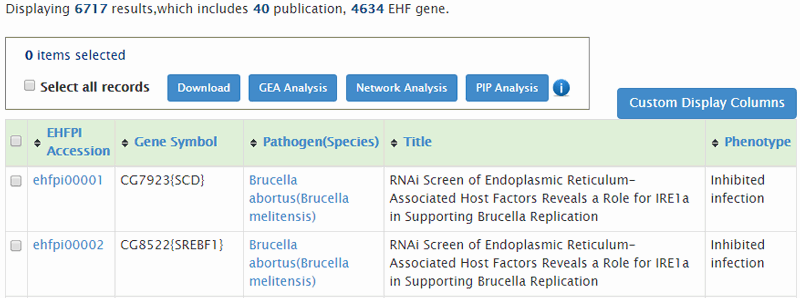 Displaying 6717 results,which includes 40 publication, 4634 EHF gene.
0 items selected
Select all records Download GEA Analysis Network Analysis PIP Analysis i
Custom Display Columns
EHFPI Accession Gene Symbol Pathogen(Species) Title Phenotype
ehfpi00001 CG7923{SCD} Brucella RNAi Screen of Endoplasmic Reticulum- Inhibited
abortus(Brucella Associated Host Factors Reveals a Role for IRE1a infection
melitensis) in Supporting Brucella Replication
ehfpi00002 CG8522{SREBF1} Brucella RNAi Screen of Endoplasmic Reticulum- Inhibited
abortus(Brucella Associated Host Factors Reveals a Role for IRE1a infection
melitensis) in Supporting Brucella Replication